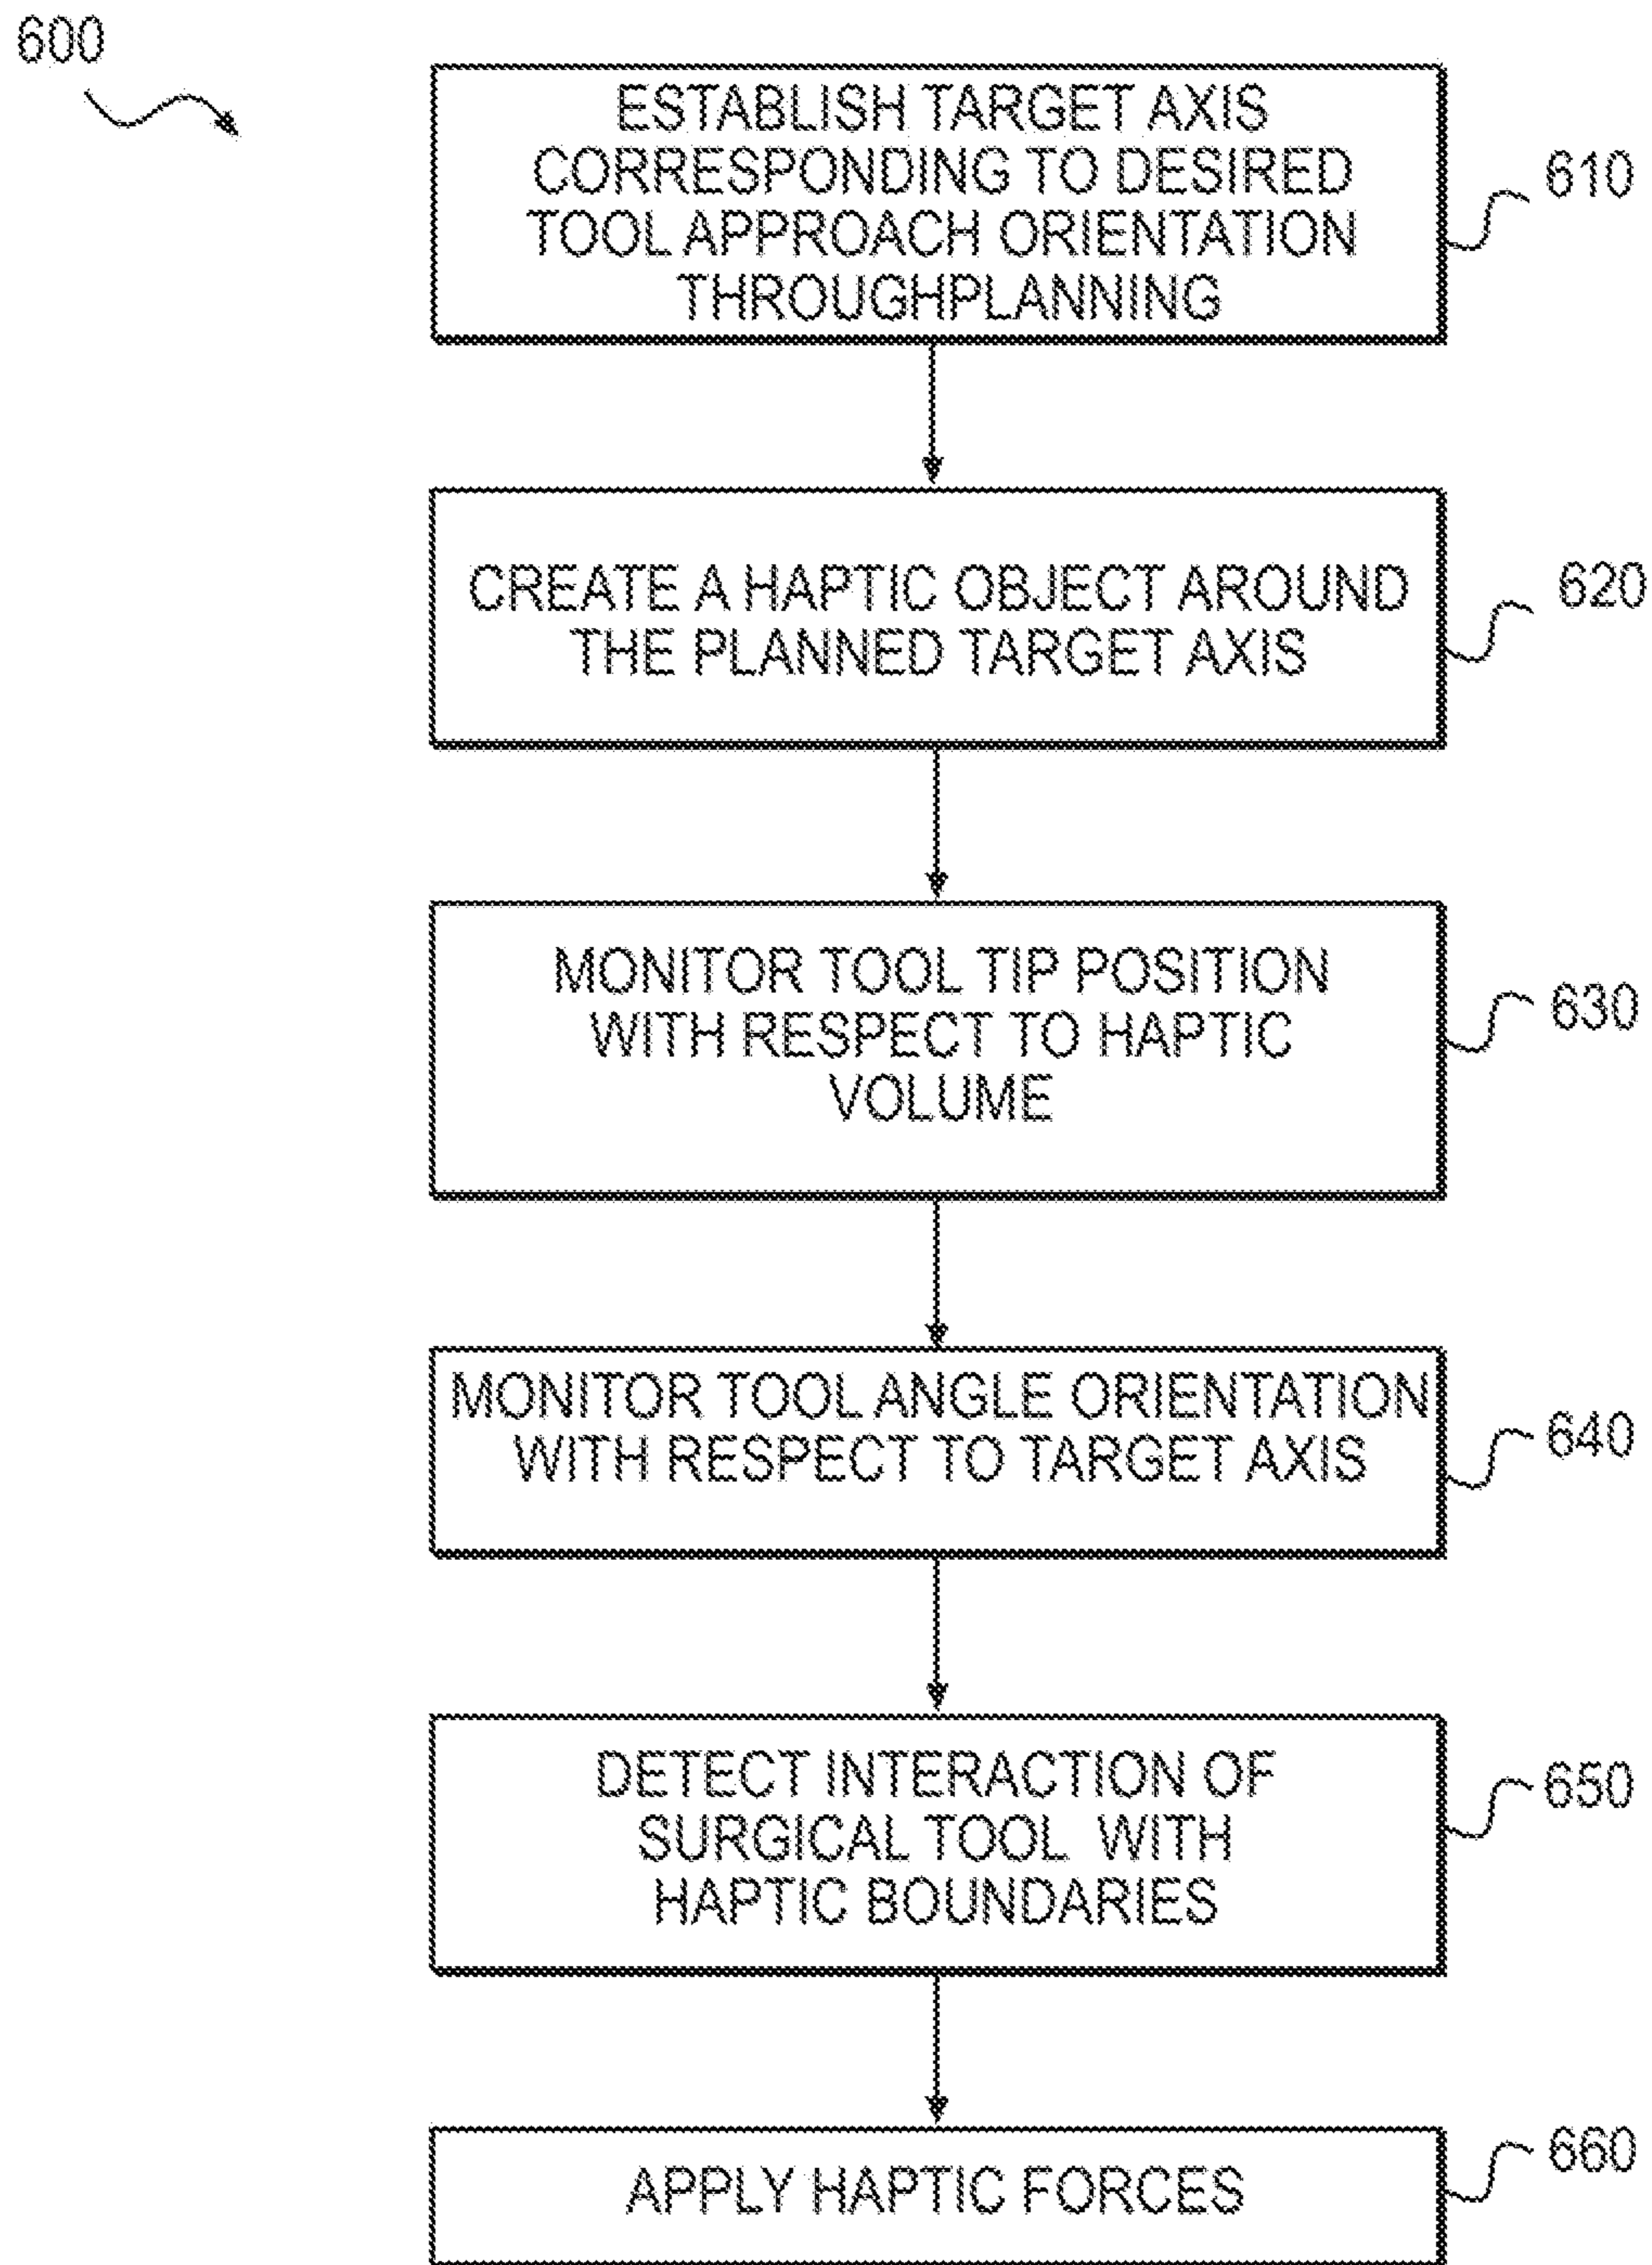 600
ESTABLISH TARGET AXIS
CORRESPONDING TO DESIRED
TOOL APPROACH ORIENTATION
THROUGHPLANNING
610
CREATE A HAPTIC OBJECT AROUND
THE PLANNED TARGET AXIS
620
MONITOR TOOL TIP POSITION
WITH RESPECT TO HAPTIC
VOLUME
630
MONITOR TOOL ANGLE ORIENTATION
WITH RESPECT TO TARGET AXIS
640
DETECT INTERACTION OF
SURGICAL TOOL WITH
HAPTIC BOUNDARIES
650
APPLY HAPTIC FORCES
660